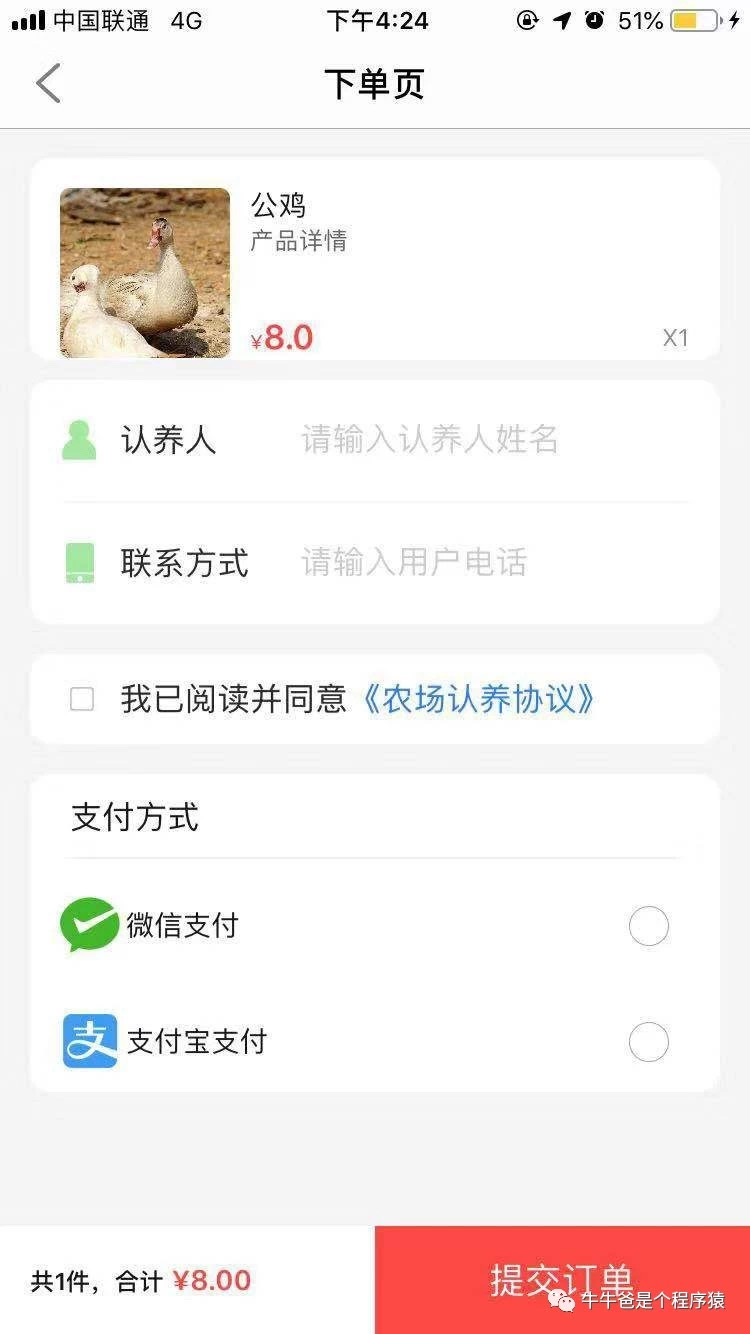 中国联通 4G 下午4:24 51%
下单页
公鸡
产品详情
¥8.0 X1
认养人 请输入认养人姓名
联系方式 请输入用户电话
我已阅读并同意《农场认养协议》
支付方式
微信支付
支 支付宝支付
共1件，合计 ¥8.00 提交订单
牛牛爸是个程序猿